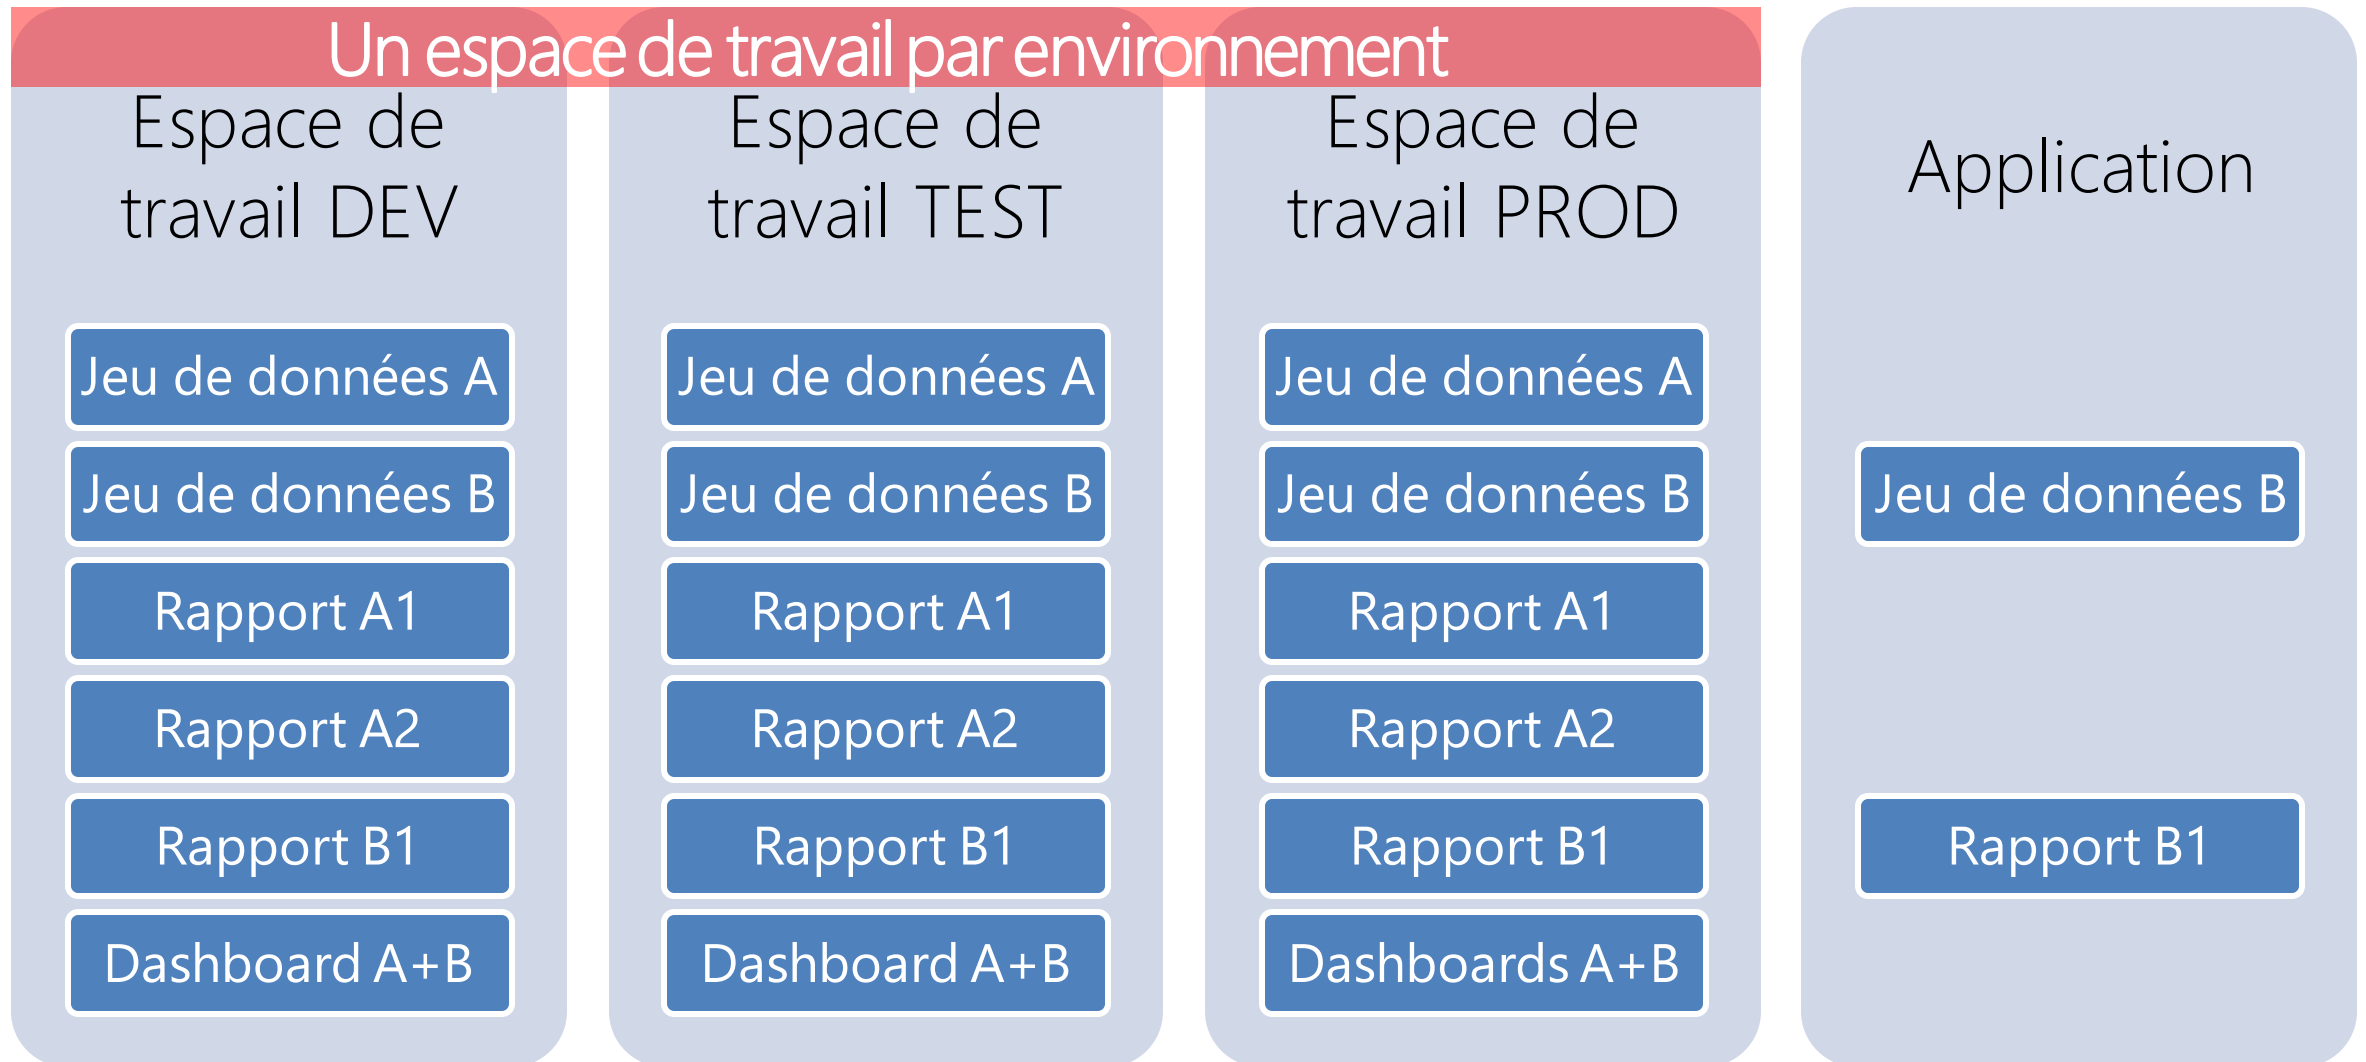 Un espace de travail par environnement
Espace de
travail DEV
Jeu de données A
Jeu de données B
Rapport A1
Rapport A2
Rapport B1
Dashboard A+B
Espace de
travail TEST
Jeu de données A
Jeu de données B
Rapport A1
Rapport A2
Rapport B1
Dashboard A+B
Espace de
travail PROD
Jeu de données A
Jeu de données B
Rapport A1
Rapport A2
Rapport B1
Dashboards A+B
Application
Jeu de données B
Rapport B1